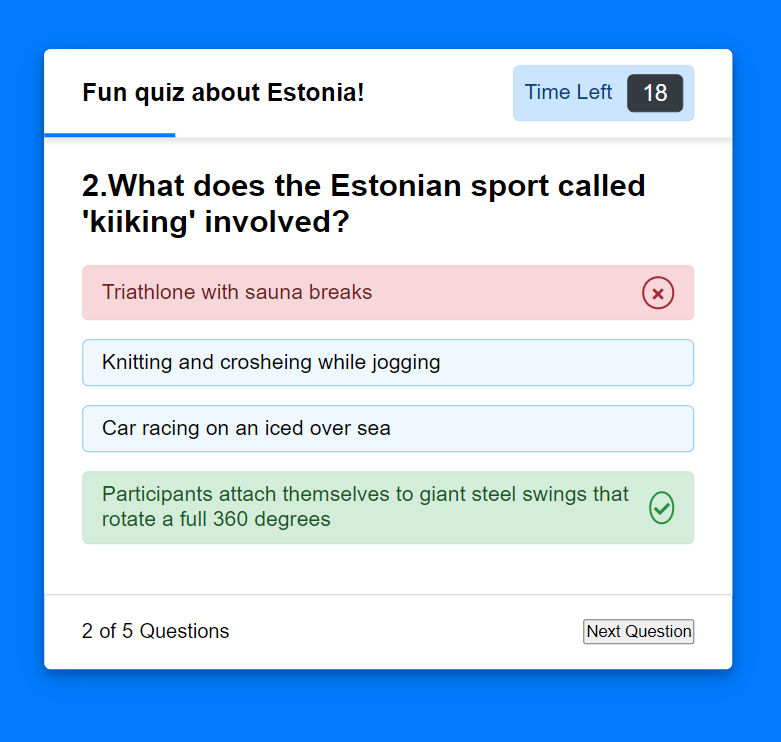 Fun quiz about Estonia!
Time Left 18
2.What does the Estonian sport called
'kiiking' involved?
Triathlone with sauna breaks
Knitting and crosheing while jogging
Car racing on an iced over sea
Participants attach themselves to giant steel swings that
rotate a full 360 degrees
2 of 5 Questions
Next Question